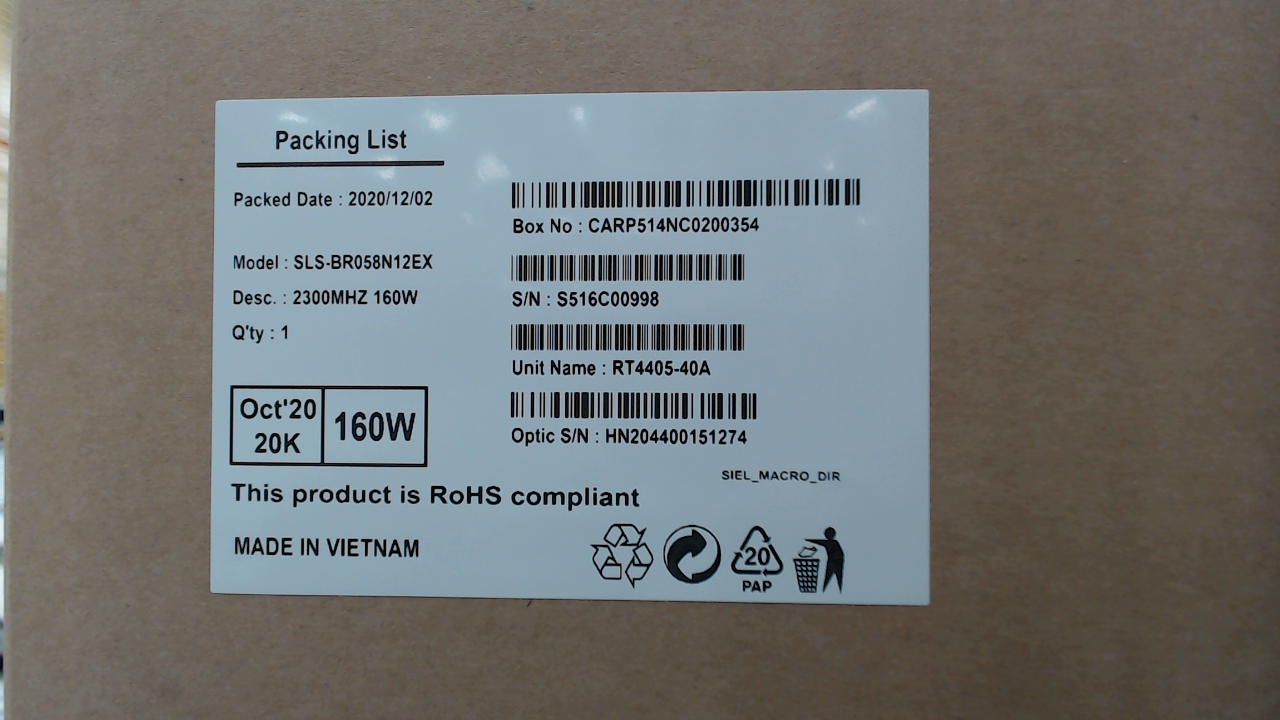 Packing List
Packed Date : 2020/12/02
Box No : CARP514NC0200354
Model : SLS-BR058N12EX
Desc. : 2300MHZ 160W
S/N : S516C00998
Q'ty : 1
Unit Name : RT4405-40A
Oct'20
20K
160W
Optic S/N : HN204400151274
SIEL_MACRO_DIR
This product is RoHS compliant
MADE IN VIETNAM
20
PAP